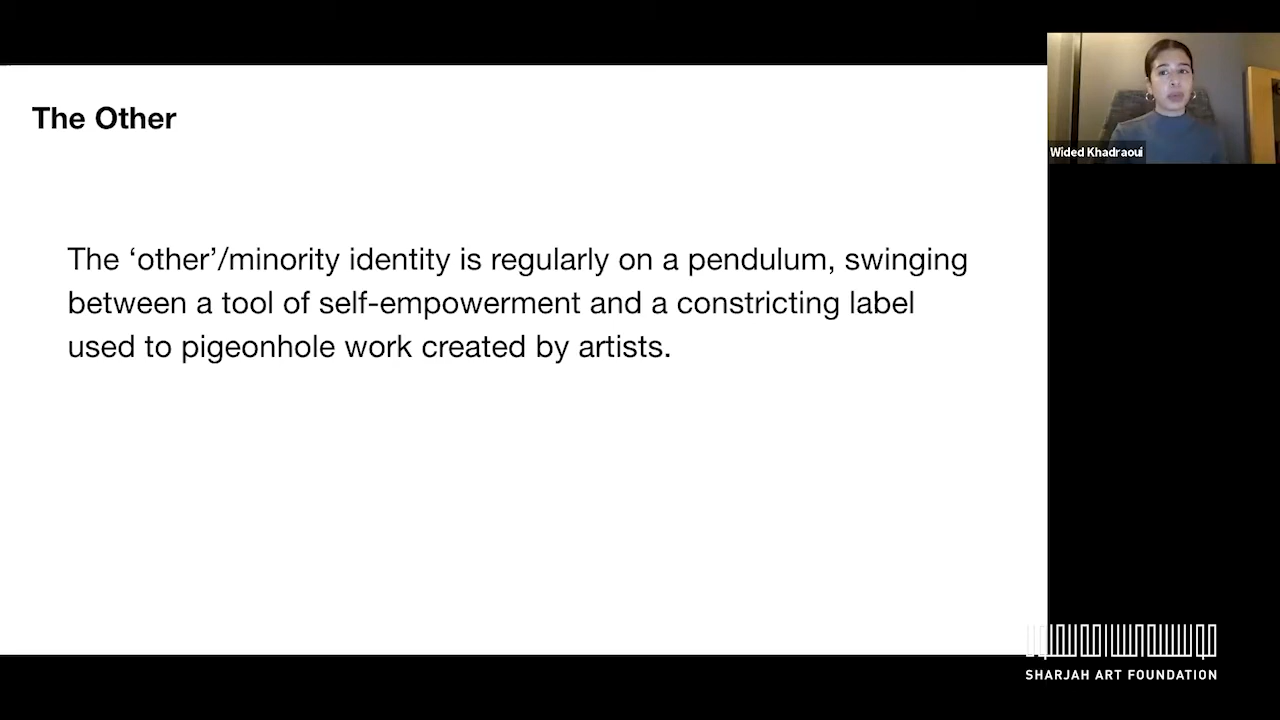 The Other
The ‘other’/minority identity is regularly on a pendulum, swinging
between a tool of self-empowerment and a constricting label
used to pigeonhole work created by artists.
Wided Khadraoui
SHARJAH ART FOUNDATION